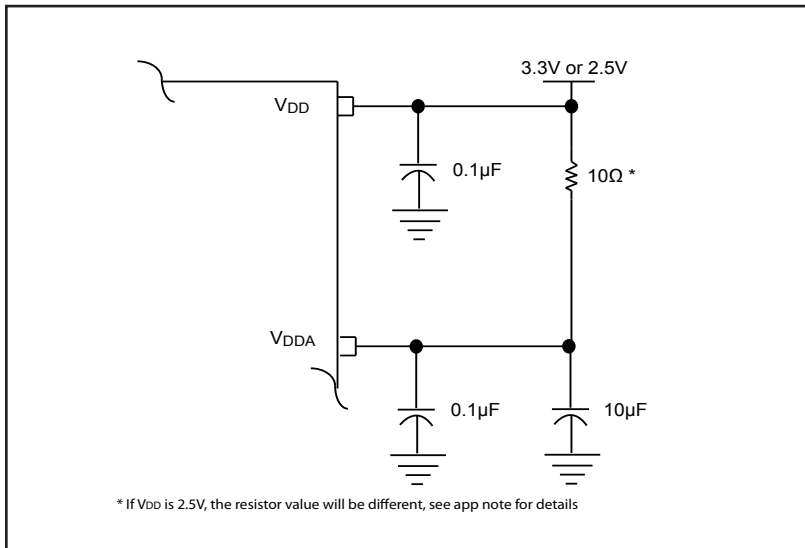 3.3V or 2.5V
VDD
0.1µF
10Ω *
VDDA
0.1µF
10µF
* If VDD is 2.5V, the resistor value will be different, see app note for details